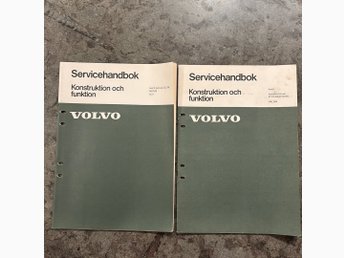 Servicehandbok
Konstruktion och
funktion
VOLVO
Servicehandbok
Konstruktion och
funktion
VOLVO